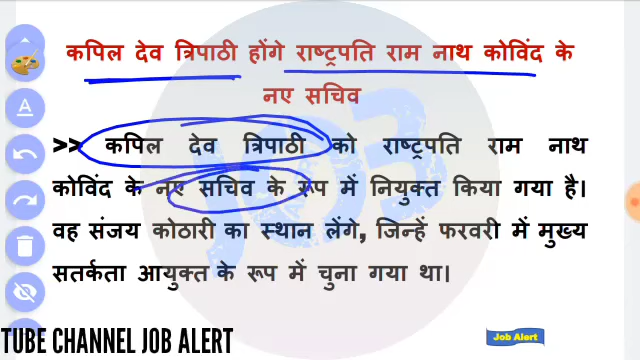 कपिल देव त्रिपाठी होंगे राष्ट्रपति राम नाथ कोविंद के
नए सचिव
>> कपिल देव त्रिपाठी को राष्ट्रपति राम नाथ
कोविंद के नए सचिव के रूप में नियुक्त किया गया है।
वह संजय कोठारी का स्थान लेंगे, जिन्हें फरवरी में मुख्य
सतर्कता आयुक्त के रूप में चुना गया था।
TUBE CHANNEL JOB ALERT
Job Alert